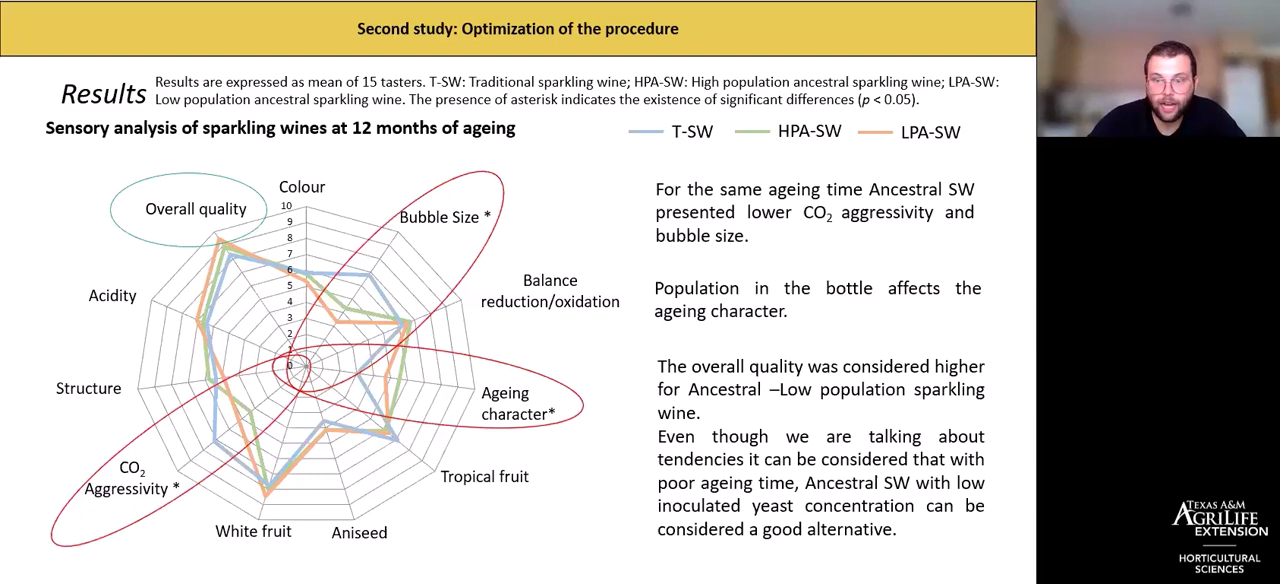 Second study: Optimization of the procedure
Results
Results are expressed as mean of 15 tasters. T-SW: Traditional sparkling wine; HPA-SW: High population ancestral sparkling wine; LPA-SW:
Low population ancestral sparkling wine. The presence of asterisk indicates the existence of significant differences (p < 0.05).
Sensory analysis of sparkling wines at 12 months of ageing
T-SW
HPA-SW
LPA-SW
Colour
Overall quality
Bubble Size *
Balance
reduction/oxidation
Ageing
character*
Tropical fruit
Aniseed
White fruit
CO₂
Aggressivity *
Structure
Acidity
10
9
8
7
6
5
4
3
2
1
0
For the same ageing time Ancestral SW
presented lower CO₂ aggressivity and
bubble size.
Population in the bottle affects the
ageing character.
The overall quality was considered higher
for Ancestral –Low population sparkling
wine.
Even though we are talking about
tendencies it can be considered that with
poor ageing time, Ancestral SW with low
inoculated yeast concentration can be
considered a good alternative.
TEXAS A&M
AGRILIFE
EXTENSION
HORTICULTURAL
SCIENCES